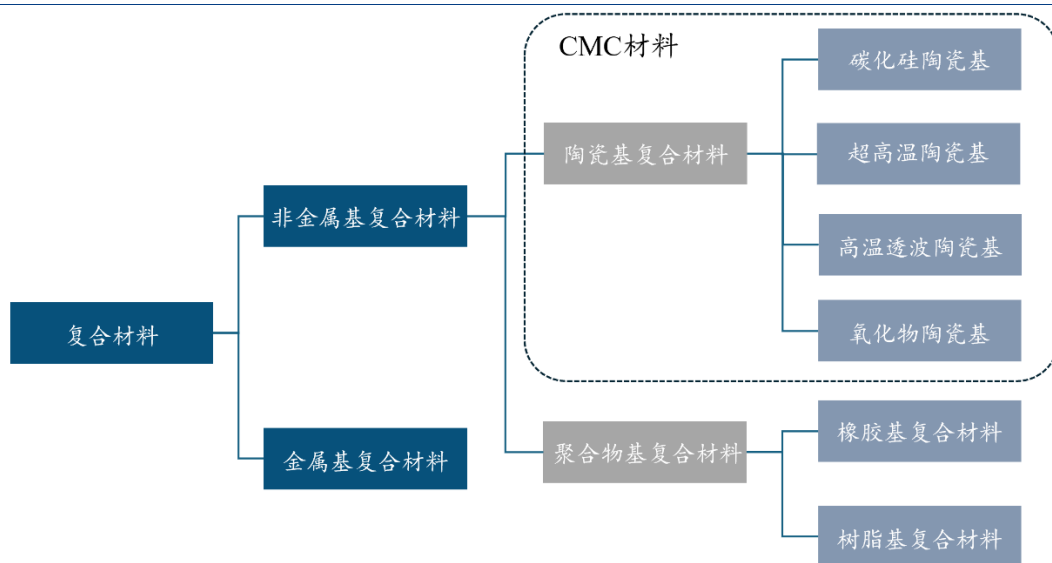 CMC材料
碳化硅陶瓷基
陶瓷基复合材料
超高温陶瓷基
非金属基复合材料
高温透波陶瓷基
复合材料
氧化物陶瓷基
金属基复合材料
聚合物基复合材料
橡胶基复合材料
树脂基复合材料